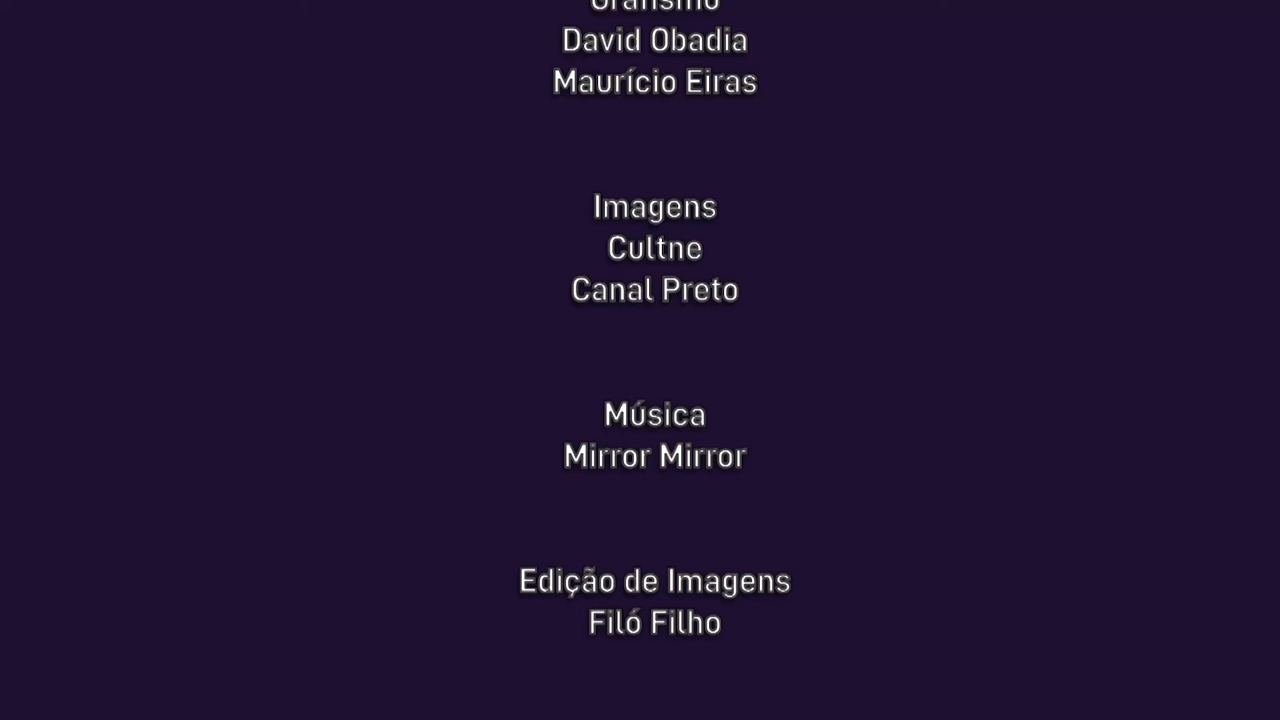 David Obadia
Maurício Eiras
Imagens
Cultne
Canal Preto
Música
Mirror Mirror
Edição de Imagens
Filó Filho